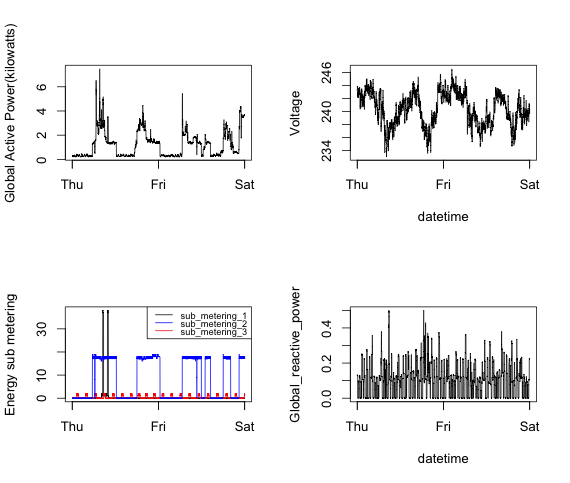 Global Active Power(kilowatts)
0 2 4 6
Thu Fri Sat
Voltage
234 240 246
Thu Fri Sat
datetime
Energy sub metering
0 10 30
sub_metering_1
sub_metering_2
sub_metering_3
Thu Fri Sat
Global_reactive_power
0.0 0.2 0.4
Thu Fri Sat
datetime